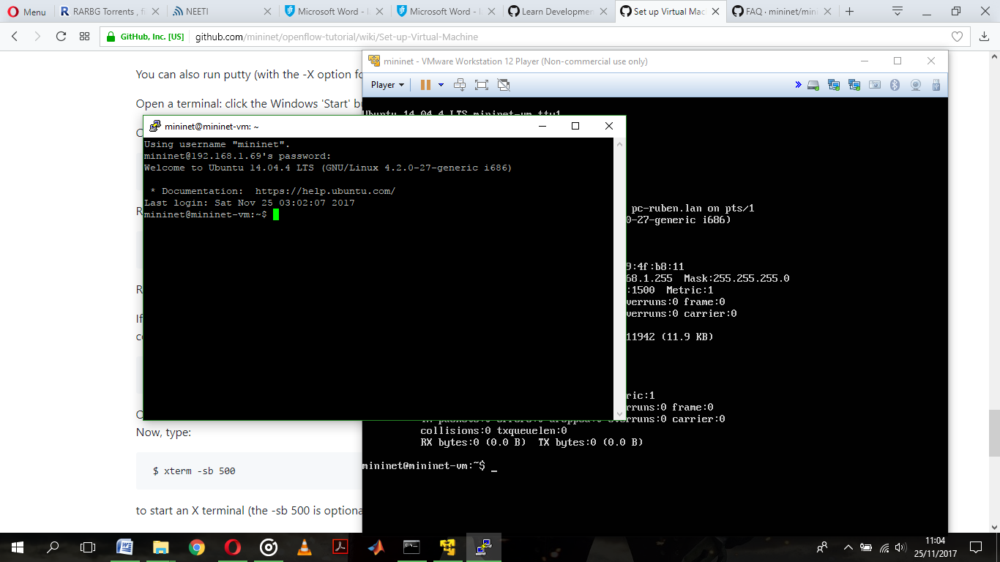 Menu
RARBG Torrents , fi
NEETI
Microsoft Word - I
Microsoft Word - I
Learn Developmen
Set up Virtual Mac
FAQ · mininet/mini
GitHub, Inc. [US]
github.com/mininet/openflow-tutorial/wiki/Set-up-Virtual-Machine
You can also run putty (with the -X option fo
Open a terminal: click the Windows 'Start' bu
mininet - VMware Workstation 12 Player (Non-commercial use only)
Player
Ubuntu 14.04.4 LTS mininet-vm tty1
mininet@mininet-vm: ~
Using username "mininet".
mininet@192.168.1.69's password:
Welcome to Ubuntu 14.04.4 LTS (GNU/Linux 4.2.0-27-generic i686)
* Documentation: https://help.ubuntu.com/
Last login: Sat Nov 25 03:02:07 2017
mininet@mininet-vm:~$
pc-ruben.lan on pts/1
0-27-generic i686)
9:4f:b8:11
68.1.255 Mask:255.255.255.0
:1500 Metric:1
verruns:0 frame:0
verruns:0 carrier:0
11942 (11.9 KB)
ric:1
rruns:0 frame:0
TX packets:0 errors:0 dropped:0 overruns:0 carrier:0
collisions:0 txqueuelen:0
RX bytes:0 (0.0 B) TX bytes:0 (0.0 B)
mininet@mininet-vm:~$ _
If
Now, type:
$ xterm -sb 500
to start an X terminal (the -sb 500 is optiona
11:04
25/11/2017